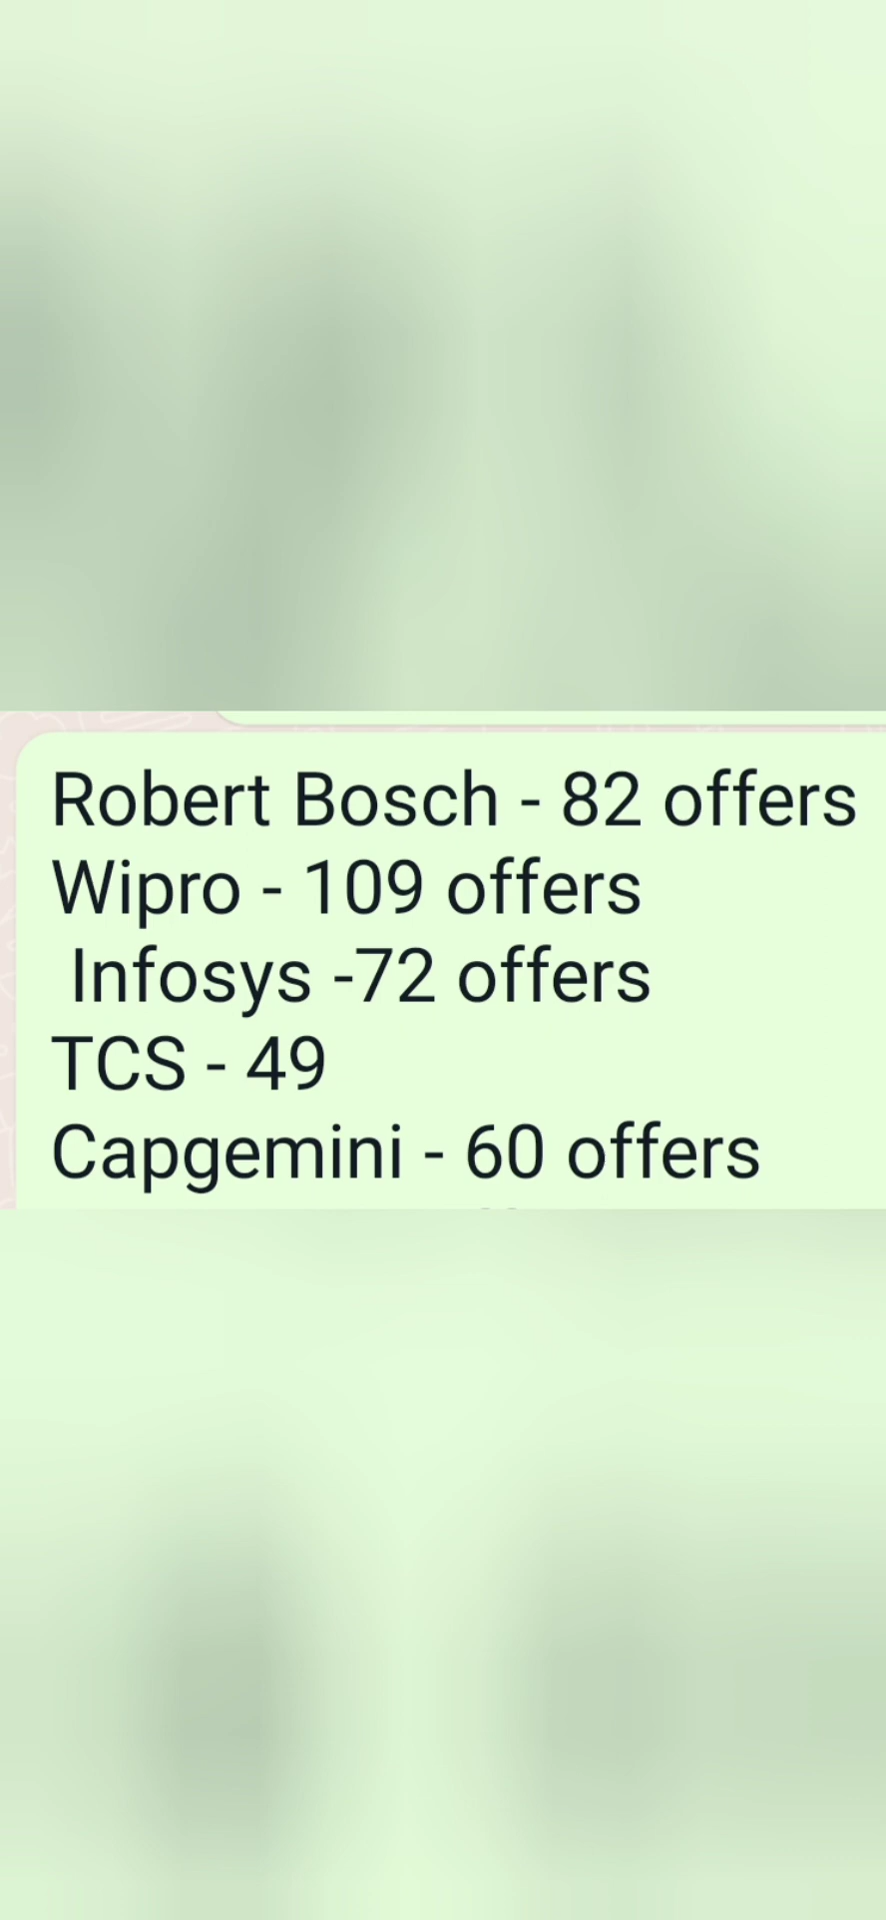 Robert Bosch - 82 offers
Wipro - 109 offers
Infosys -72 offers
TCS - 49
Capgemini - 60 offers